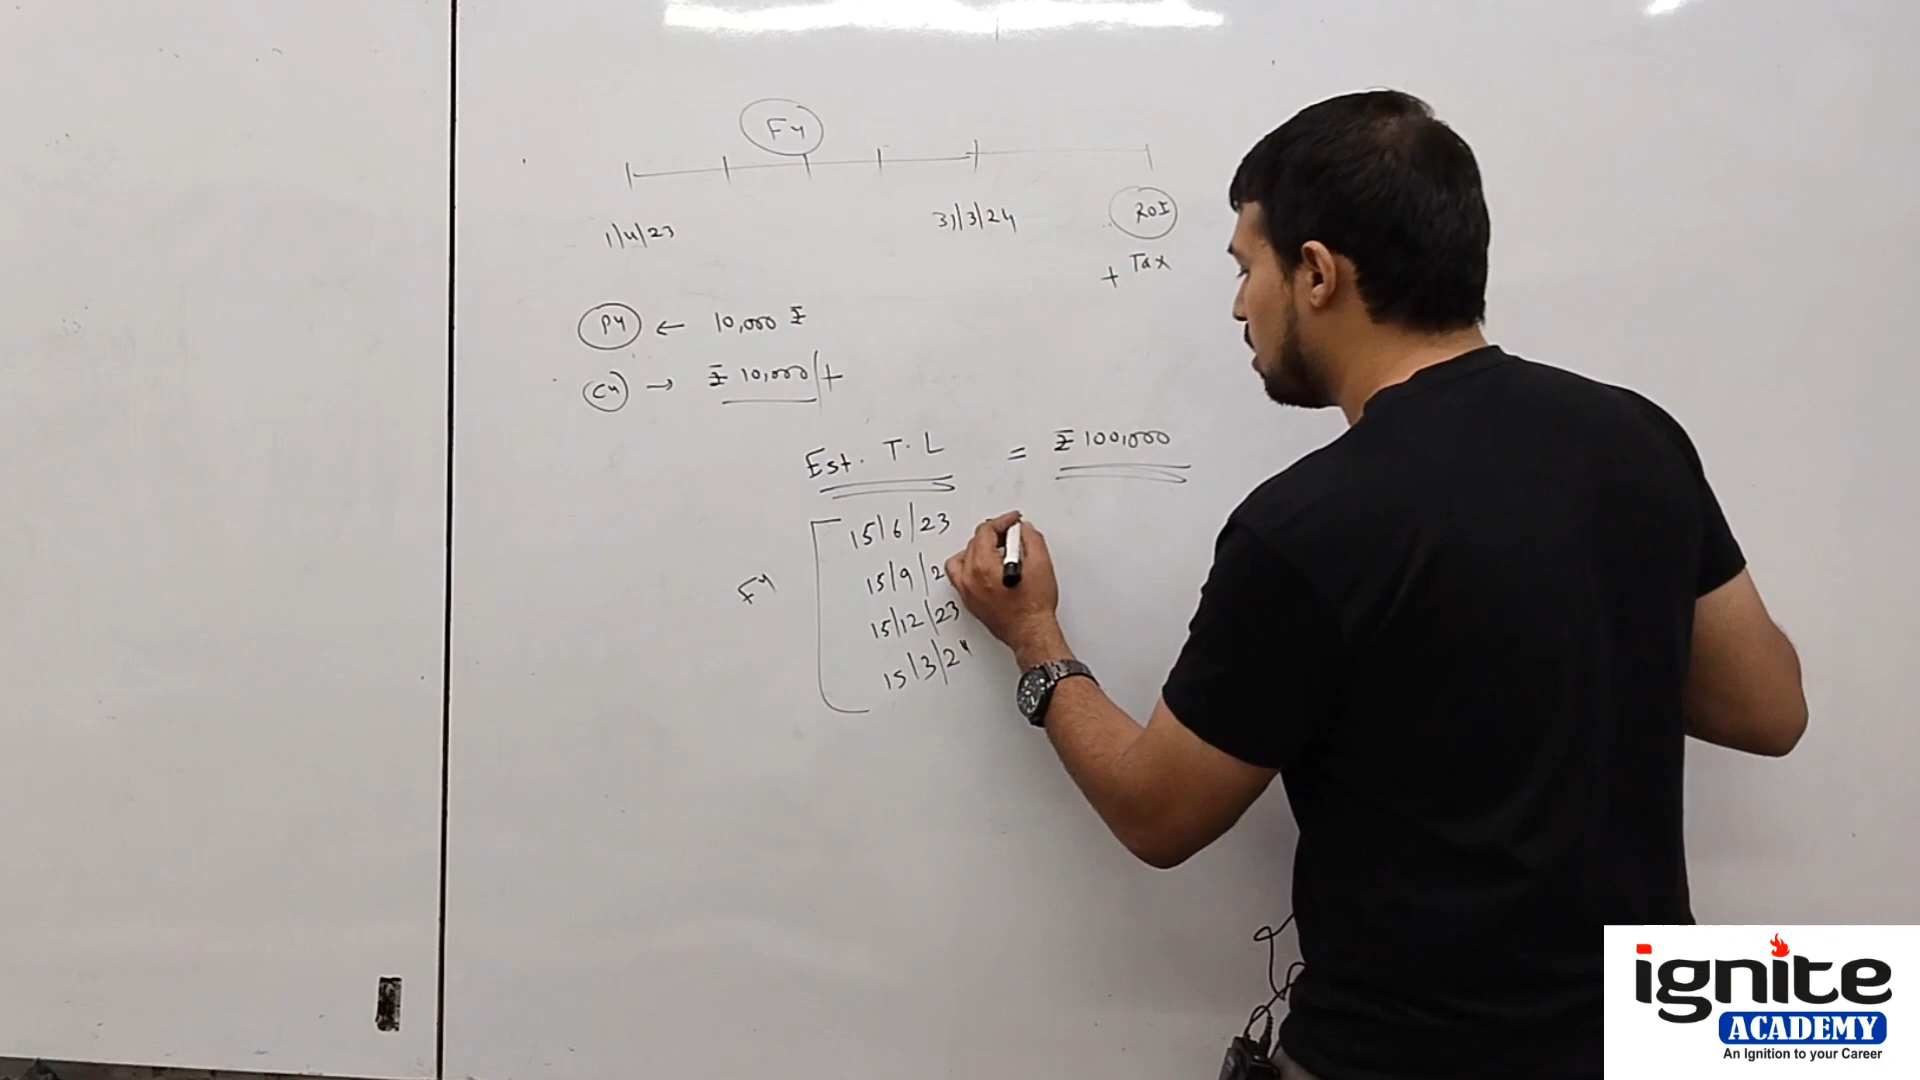 FY
1/4/23
31/3/24
ROI
+ Tax
PY ← 10,000 ₹
CY → ₹ 10,000/+
Est. T. L = ₹ 100,000
FY
15/6/23
15/9/2
15/12/23
15/3/24
ignite
ACADEMY
An Ignition to your Career